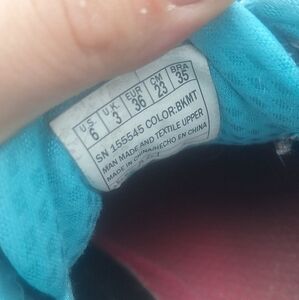 U.S. U.K. EUR CM BRA
6 3 36 23 35
SN 155545 COLOR:BKMT
MAN MADE AND TEXTILE UPPER
MADE IN CHINA/HECHO EN CHINA